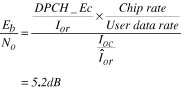 E_b/N_o = (DPCH_Ec/I_or × Chip rate/User data rate) / (I_oc/Î_or)
= 5.2dB